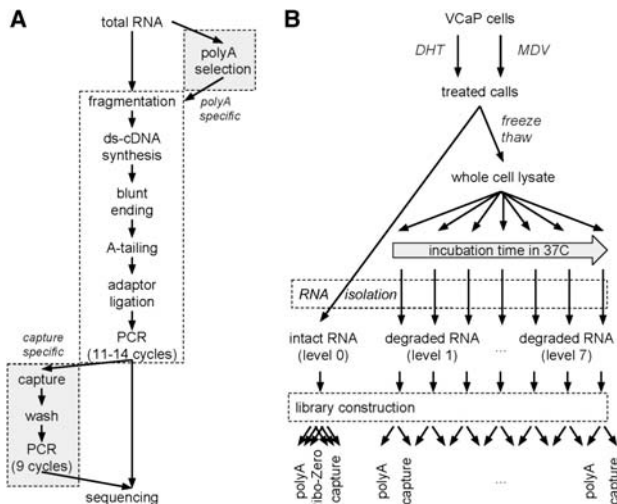 A
total RNA
polyA
selection
fragmentation
polyA
specific
ds-cDNA
synthesis
blunt
ending
A-tailing
adaptor
ligation
capture
specific
PCR
(11-14 cycles)
capture
wash
PCR
(9 cycles)
sequencing
B
VCaP cells
DHT
MDV
treated calls
freeze
thaw
whole cell lysate
incubation time in 37C
RNA isolation
intact RNA
(level 0)
degraded RNA
(level 1)
...
degraded RNA
(level 7)
library construction
polyA
ibo-Zero
capture
polyA
capture
...
polyA
capture